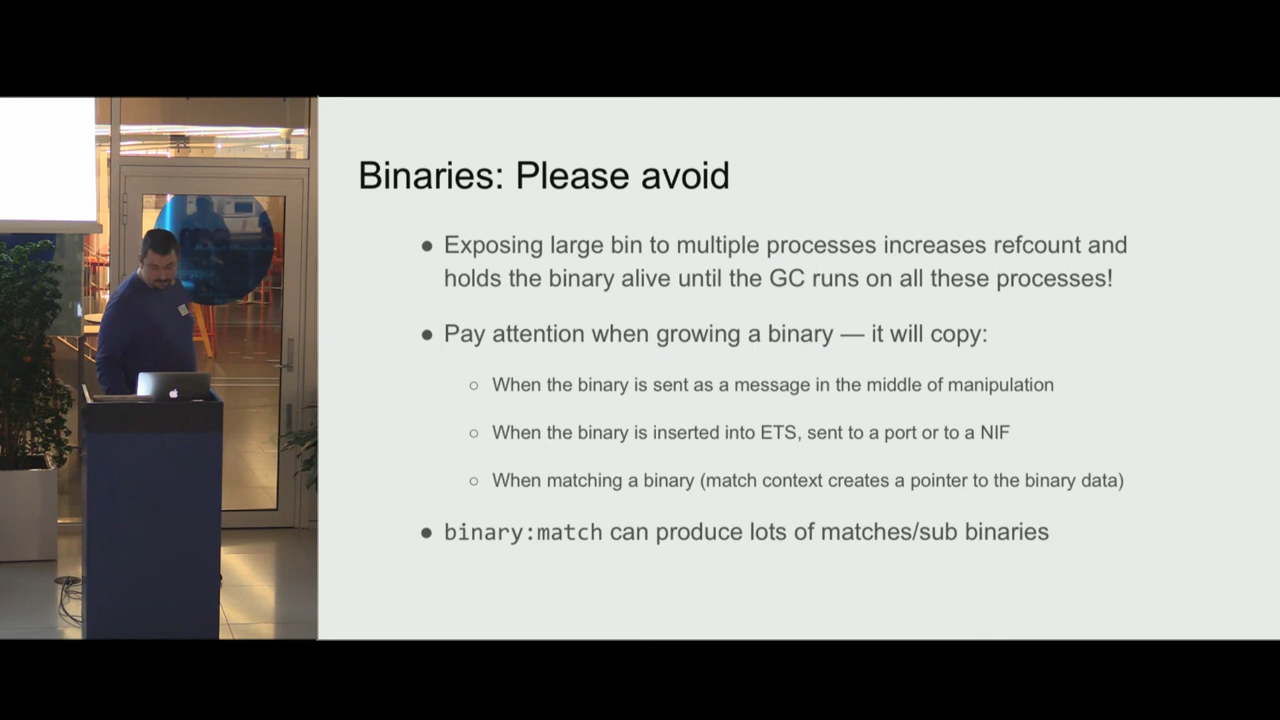 Binaries: Please avoid
● Exposing large bin to multiple processes increases refcount and
holds the binary alive until the GC runs on all these processes!
● Pay attention when growing a binary — it will copy:
○ When the binary is sent as a message in the middle of manipulation
○ When the binary is inserted into ETS, sent to a port or to a NIF
○ When matching a binary (match context creates a pointer to the binary data)
● binary:match can produce lots of matches/sub binaries